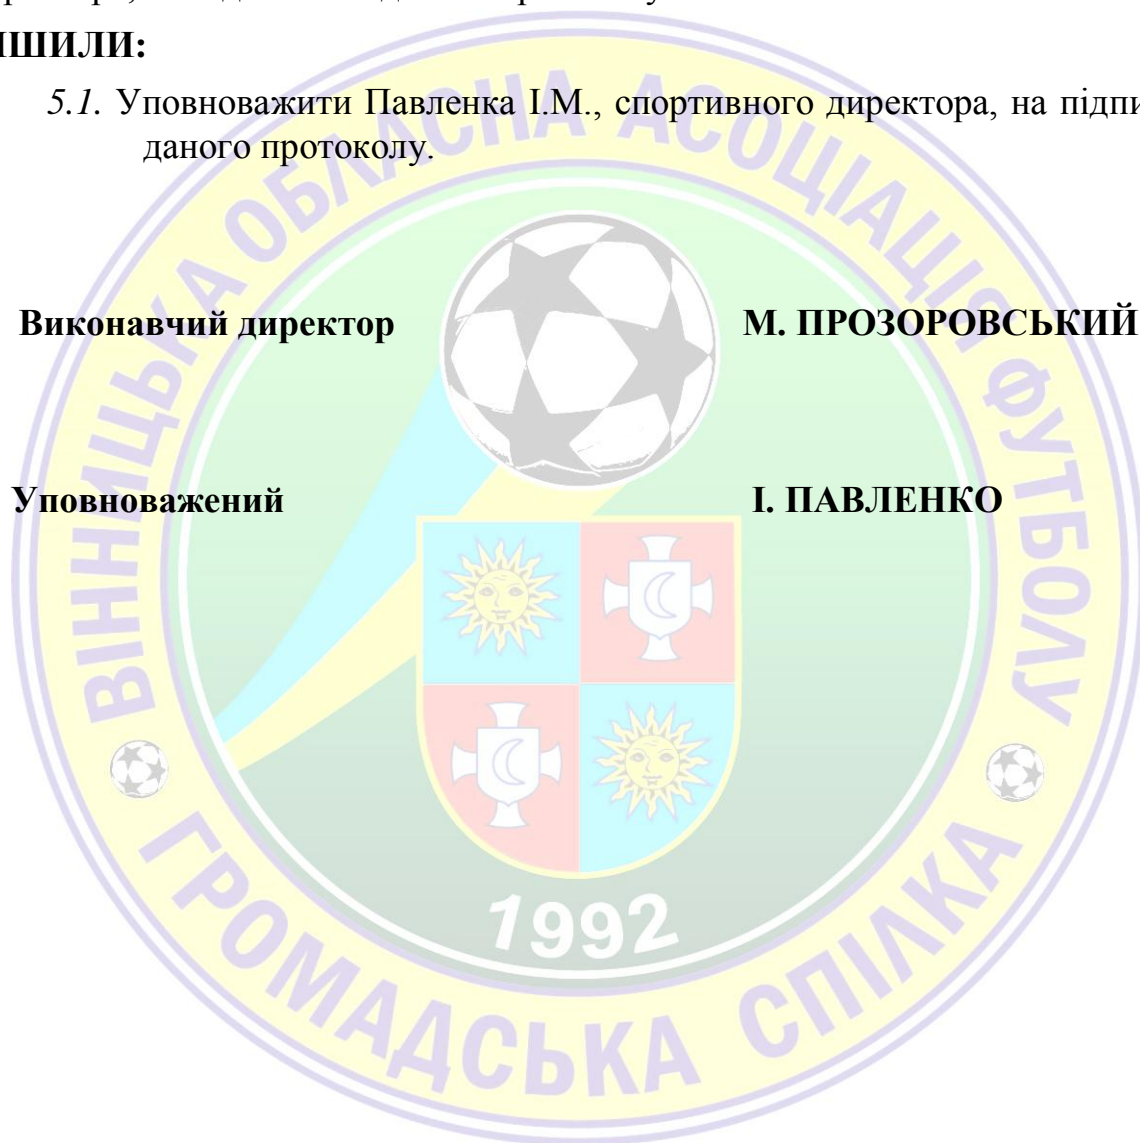 ІШИЛИ:
5.1. Уповноважити Павленка І.М., спортивного директора, на підпи
даного протоколу.
Виконавчий директор М. ПРОЗОРОВСЬКИЙ
Уповноважений І. ПАВЛЕНКО
ВІННИЦЬКА ОБЛАСНА АСОЦІАЦІЯ ФУТБОЛУ
1992
ГРОМАДСЬКА СПІЛКА